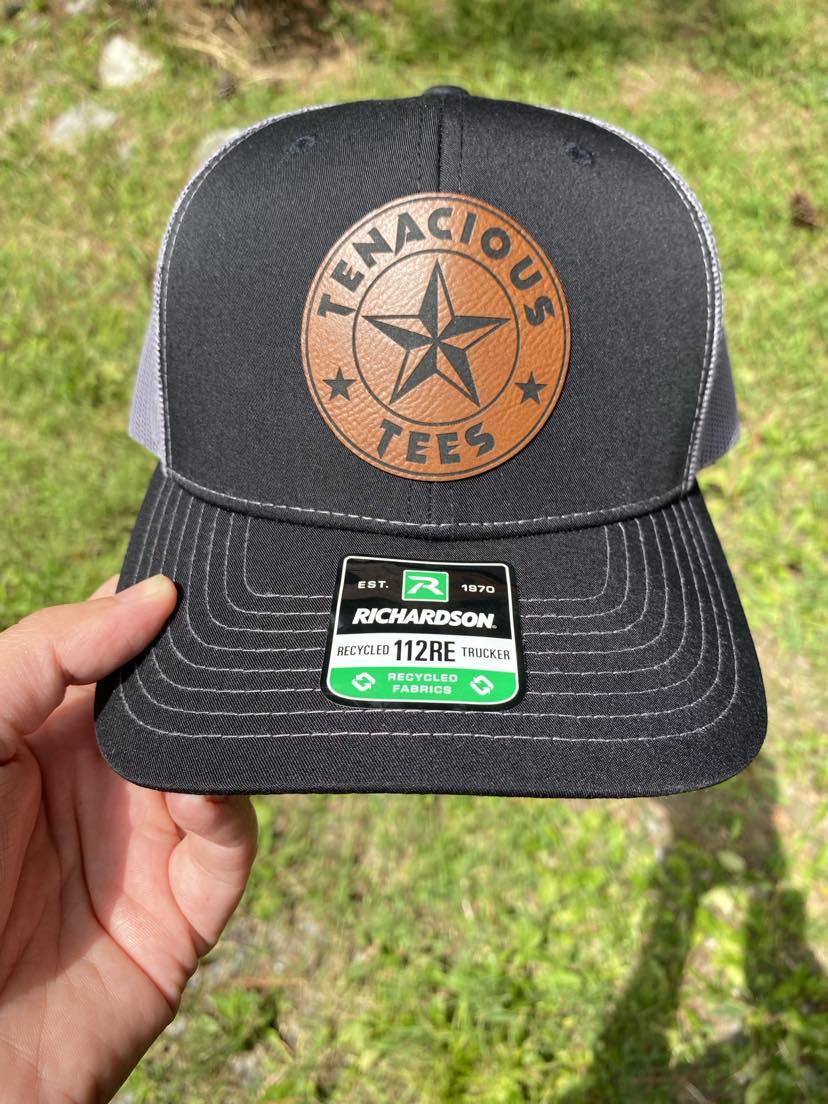 TENACIOUS
TEES
EST. R 1970
RICHARDSON®
RECYCLED 112RE TRUCKER
RECYCLED
FABRICS